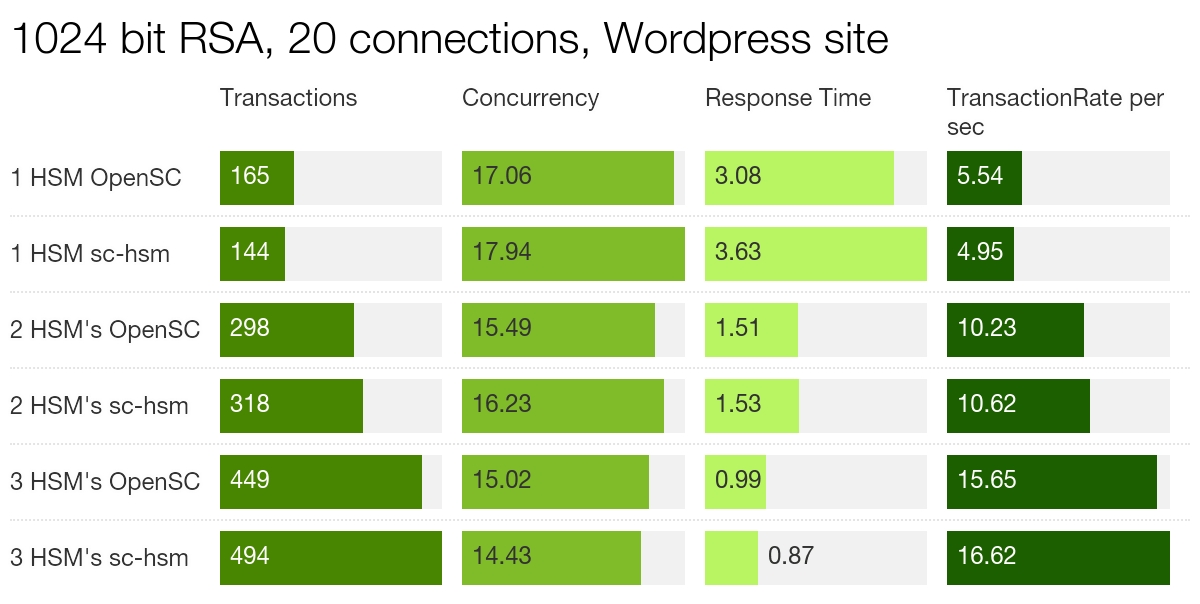 1024 bit RSA, 20 connections, Wordpress site
Transactions Concurrency Response Time TransactionRate per
sec
1 HSM OpenSC 165 17.06 3.08 5.54
1 HSM sc-hsm 144 17.94 3.63 4.95
2 HSM's OpenSC 298 15.49 1.51 10.23
2 HSM's sc-hsm 318 16.23 1.53 10.62
3 HSM's OpenSC 449 15.02 0.99 15.65
3 HSM's sc-hsm 494 14.43 0.87 16.62